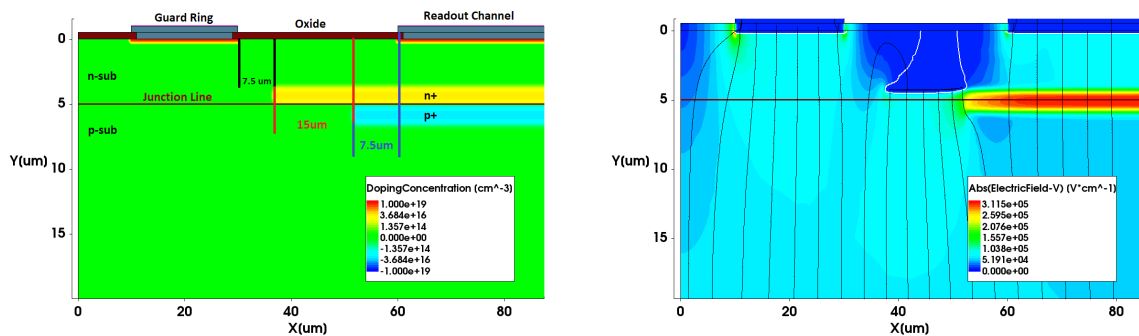 Guard Ring
Oxide
Readout Channel
0
n-sub
7.5 um
n+
Junction Line
5
p-sub
15um
p+
7.5um
Y(um)
10
DopingConcentration (cm^-3)
1.000e+19
3.684e+16
1.357e+14
0.000e+00
-1.357e+14
-3.684e+16
-1.000e+19
15
0
20
40
60
80
X(um)
0
5
Y(um)
10
Abs(ElectricField-V) (V*cm^-1)
3.115e+05
2.595e+05
2.076e+05
1.557e+05
1.038e+05
5.191e+04
0.000e+00
15
0
20
40
60
80
X(um)